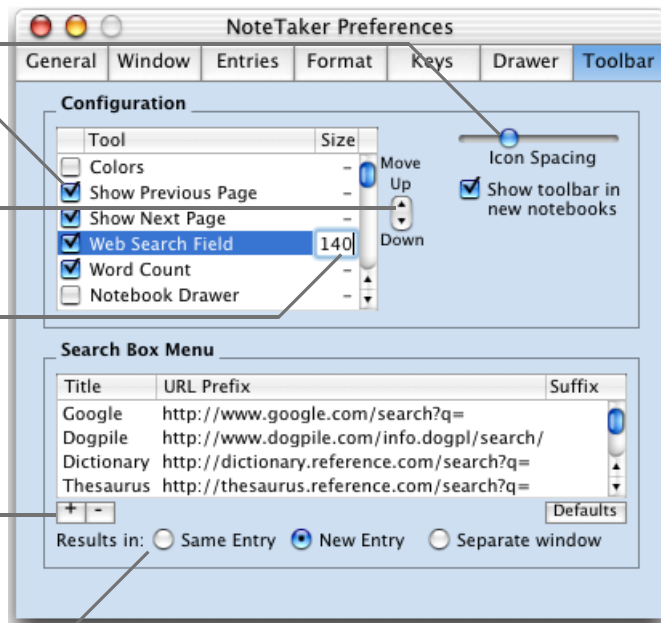 NoteTaker Preferences
General Window Entries Format Keys Drawer Toolbar
Configuration
Tool Size
Colors –
Show Previous Page –
Show Next Page –
Web Search Field 140
Word Count –
Notebook Drawer –
Move
Up
Down
Icon Spacing
Show toolbar in
new notebooks
Search Box Menu
Title URL Prefix Suffix
Google http://www.google.com/search?q=
Dogpile http://www.dogpile.com/info.dogpl/search/
Dictionary http://dictionary.reference.com/search?q=
Thesaurus http://thesaurus.reference.com/search?q=
+ - Defaults
Results in: Same Entry New Entry Separate window